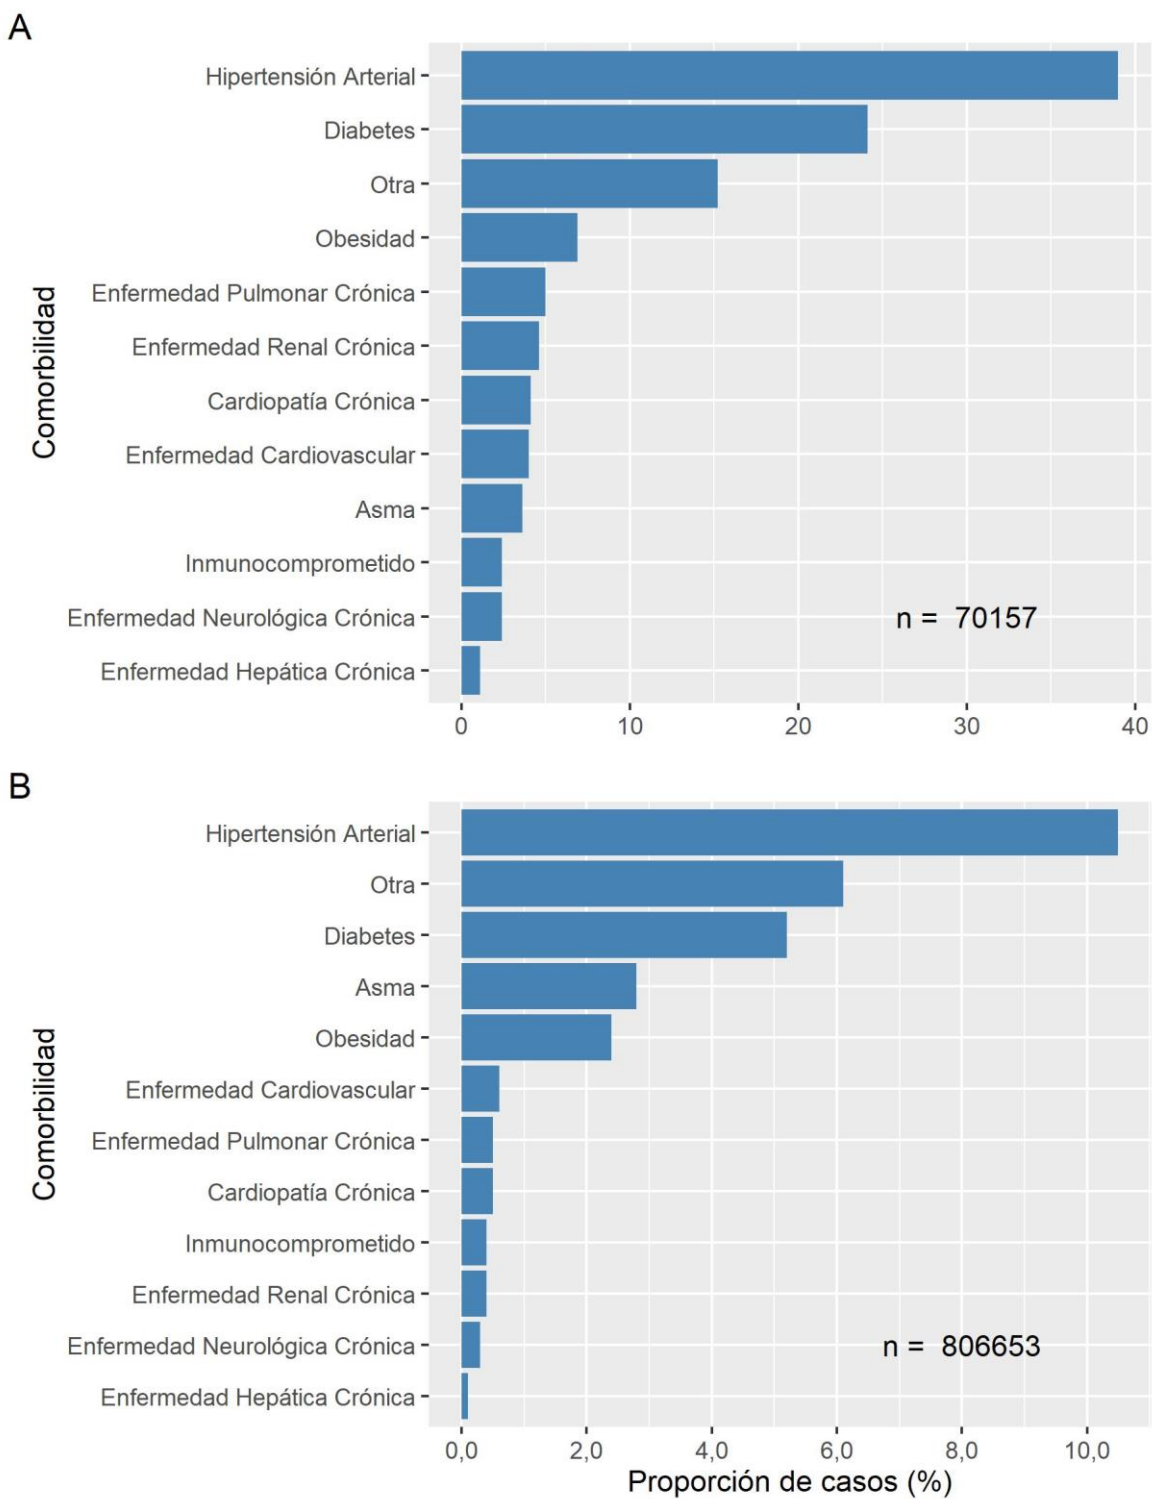 A
Hipertensión Arterial
Diabetes
Otra
Obesidad
Enfermedad Pulmonar Crónica
Enfermedad Renal Crónica
Cardiopatía Crónica
Enfermedad Cardiovascular
Asma
Inmunocomprometido
Enfermedad Neurológica Crónica
Enfermedad Hepática Crónica
Comorbilidad
n = 70157
0 10 20 30 40
B
Hipertensión Arterial
Otra
Diabetes
Asma
Obesidad
Enfermedad Cardiovascular
Enfermedad Pulmonar Crónica
Cardiopatía Crónica
Inmunocomprometido
Enfermedad Renal Crónica
Enfermedad Neurológica Crónica
Enfermedad Hepática Crónica
Comorbilidad
n = 806653
0,0 2,0 4,0 6,0 8,0 10,0
Proporción de casos (%)